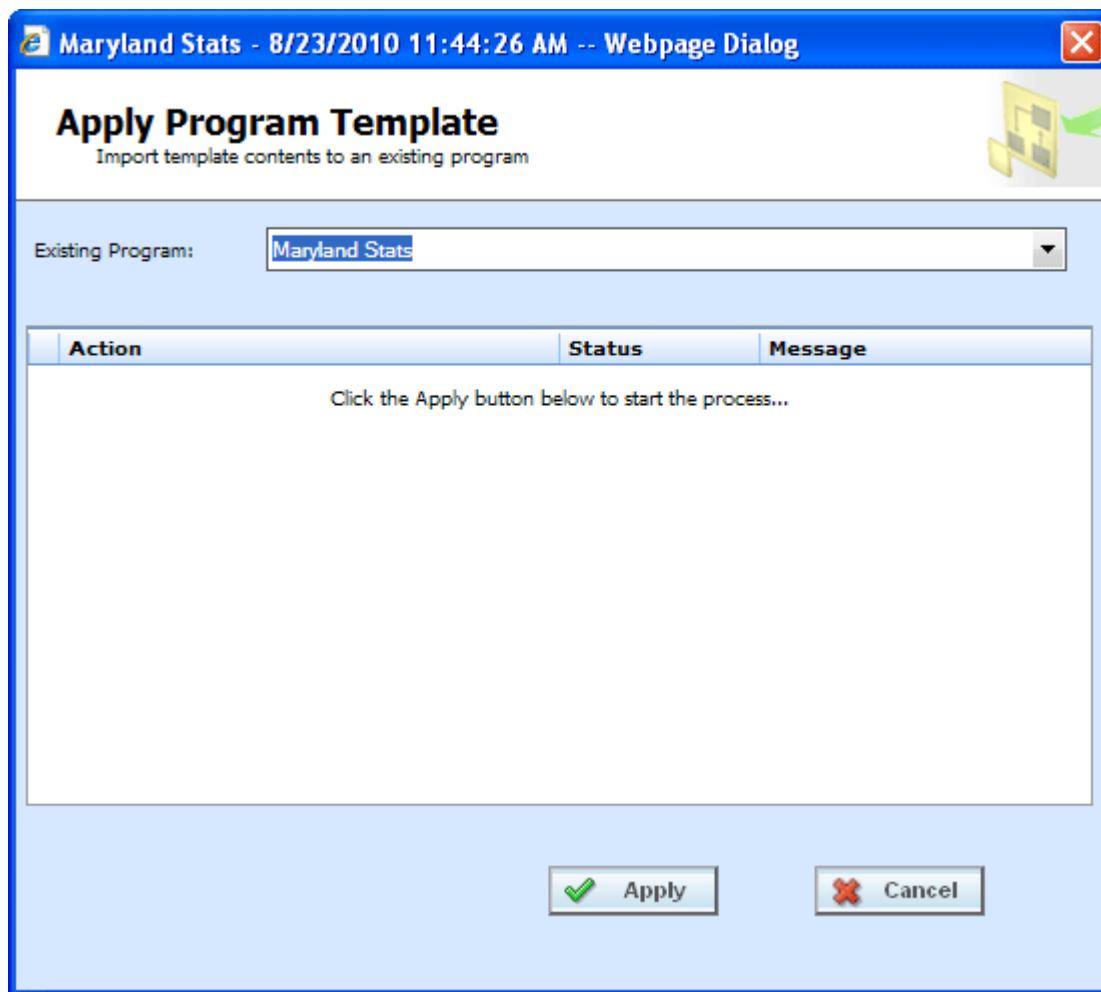 Maryland Stats - 8/23/2010 11:44:26 AM -- Webpage Dialog
Apply Program Template
Import template contents to an existing program
Existing Program: Maryland Stats
Action Status Message
Click the Apply button below to start the process...
Apply Cancel